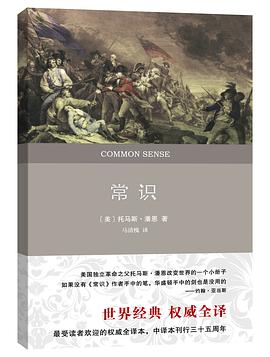 COMMON SENSE
常识
［美］托马斯·潘恩 著
马清槐 译
美国独立革命之父托马斯·潘恩改变世界的一个小册子
如果没有《常识》作者手中的笔，华盛顿手中的剑也是没用的
——约翰·亚当斯
世界经典 权威全译
最受读者欢迎的权威全译本，中译本刊行三十五周年